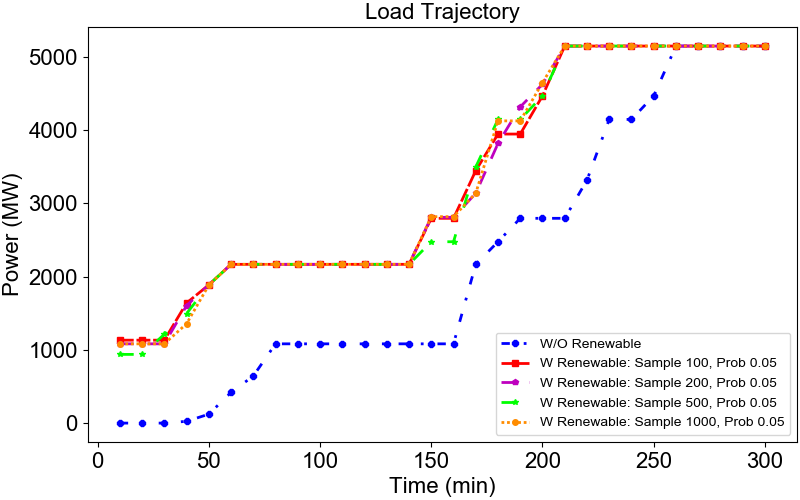 Load Trajectory
Power (MW)
5000
4000
3000
2000
1000
0
W/O Renewable
W Renewable: Sample 100, Prob 0.05
W Renewable: Sample 200, Prob 0.05
W Renewable: Sample 500, Prob 0.05
W Renewable: Sample 1000, Prob 0.05
0 50 100 150 200 250 300
Time (min)